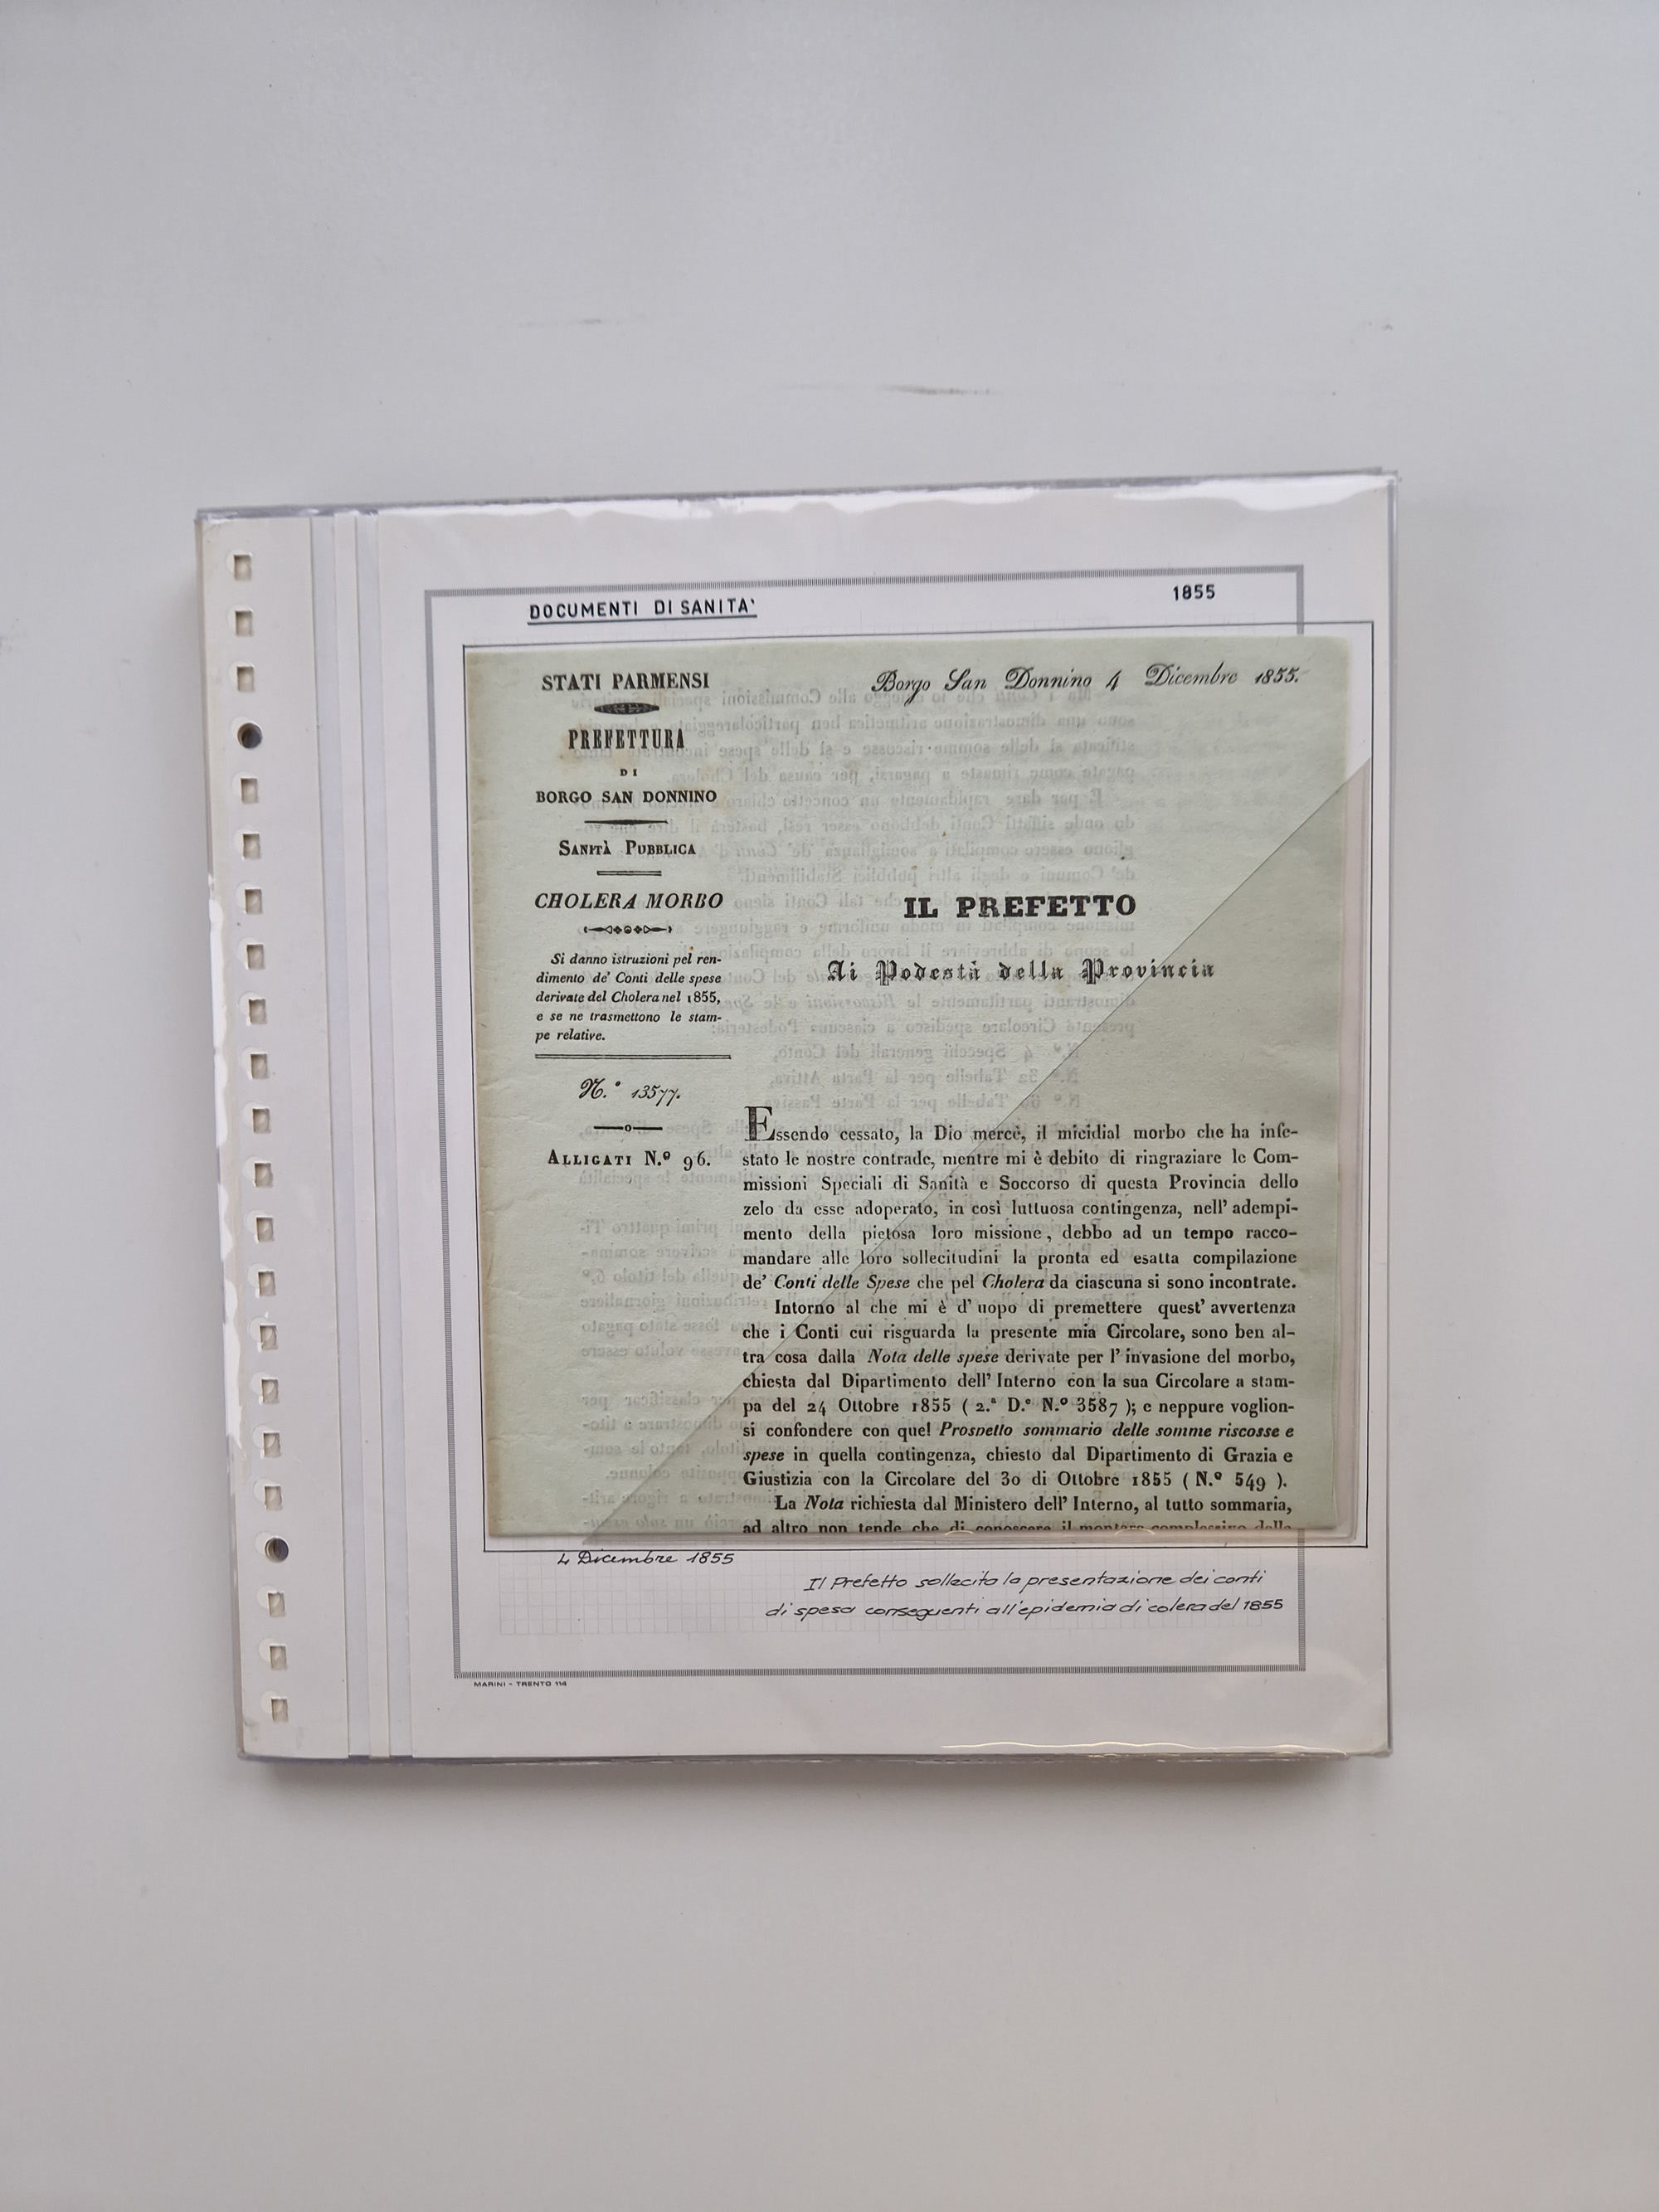 DOCUMENTI DI SANITA'
1855
STATI PARMENSI
PREFETTURA
DI
BORGO SAN DONNINO
SANITÀ PUBBLICA
CHOLERA MORBO
Si danno istruzioni pel ren-
dimento de' Conti delle spese
derivate del Cholera nel 1855,
e se ne trasmettono le stam-
pe relative.
N.° 13577.
ALLIGATI N.° 96.
Borgo San Donnino 4 Dicembre 1855.
IL PREFETTO
Ai Podestà della Provincia
Essendo cessato, la Dio mercè, il micidial morbo che ha infe-
stato le nostre contrade, mentre mi è debito di ringraziare le Com-
missioni Speciali di Sanità e Soccorso di questa Provincia dello
zelo da esse adoperato, in così luttuosa contingenza, nell' adempi-
mento della pietosa loro missione, debbo ad un tempo racco-
mandare alle loro sollecitudini la pronta ed esatta compilazione
de' Conti delle Spese che pel Cholera da ciascuna si sono incontrate.
Intorno al che mi è d' uopo di premettere quest' avvertenza
che i Conti cui risguarda la presente mia Circolare, sono ben al-
tra cosa dalla Nota delle spese derivate per l' invasione del morbo,
chiesta dal Dipartimento dell' Interno con la sua Circolare a stam-
pa del 24 Ottobre 1855 ( 2.ª D.e N.° 3587 ); e neppure voglion-
si confondere con quel Prospetto sommario delle somme riscosse e
spese in quella contingenza, chiesto dal Dipartimento di Grazia e
Giustizia con la Circolare del 30 di Ottobre 1855 ( N.° 549 ).
La Nota richiesta dal Ministero dell' Interno, al tutto sommaria,
ad altro non tende che di conoscere il montare complessivo delle
4 Dicembre 1855
Il Prefetto sollecita la presentazione dei conti
di spesa conseguenti all'epidemia di colera del 1855
MARINI - TRENTO 114